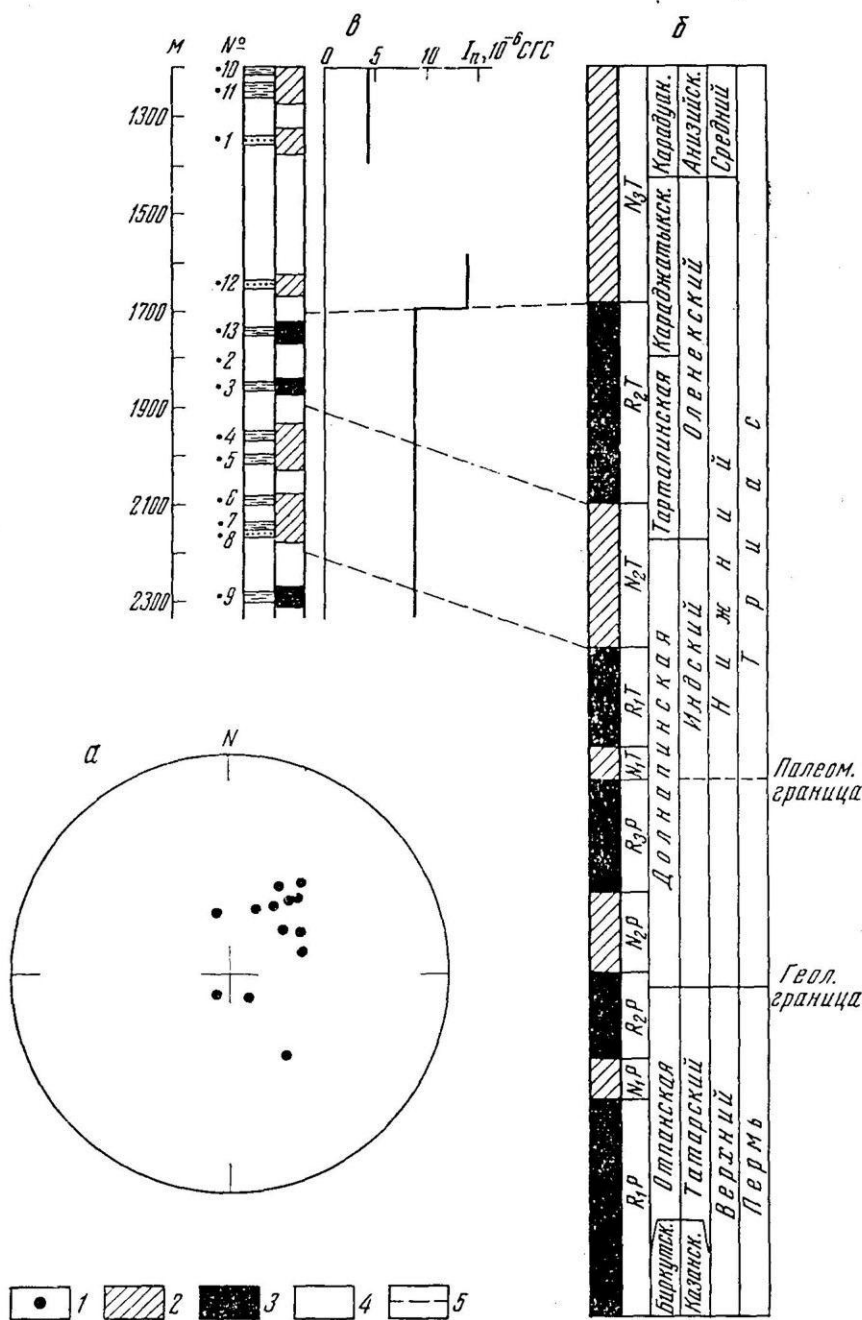 в
б
М
№
0
5
10
Iп, 10⁻⁶ СГС
•10
•11
1300
•1
1500
•12
1700
•13
•2
•3
1900
•4
•5
2100
•6
•7
•8
2300
•9
N₃T
R₂T
N₂T
R₁T
N₁T
R₃P
N₂P
R₂P
N₁P
R₁P
Карадуан.
Караджатыкск.
Тарталинская
Долнапинская
Отпанская
Биркутск.
Анизийск.
Оленекский
Индский
Татарский
Казанск.
Средний
Нижний
Верхний
Триас
Пермь
Палеом.
граница
Геол.
граница
а
N
1
2
3
4
5